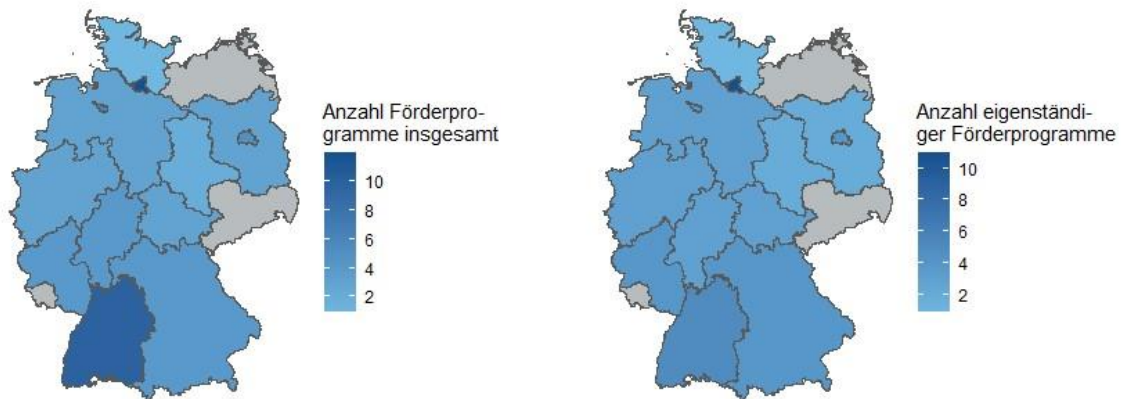 Anzahl Förderpro-
gramme insgesamt
10
8
6
4
2
Anzahl eigenständi-
ger Förderprogramme
10
8
6
4
2